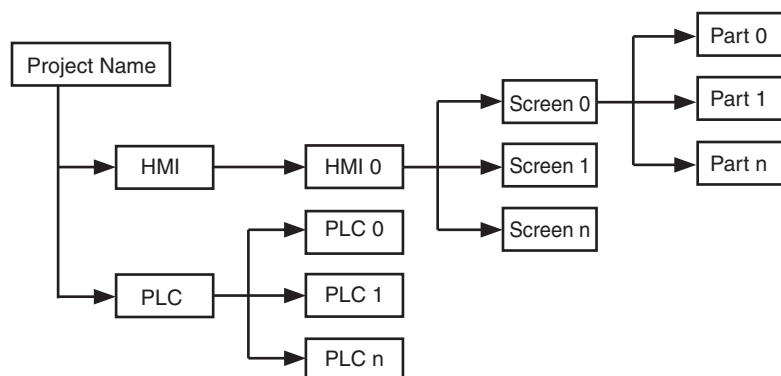 Project Name
HMI
HMI 0
Screen 0
Screen 1
Screen n
Part 0
Part 1
Part n
PLC
PLC 0
PLC 1
PLC n